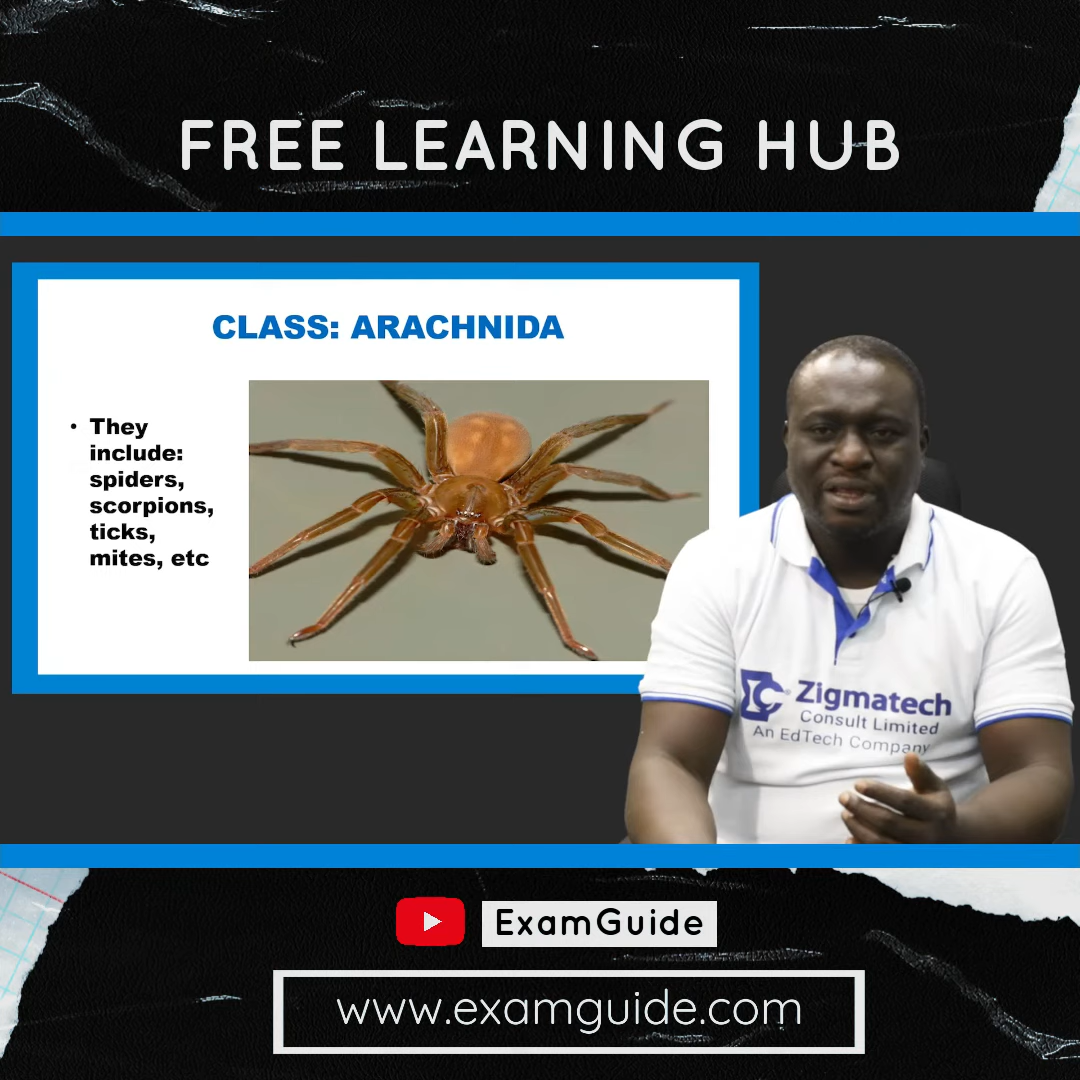 FREE LEARNING HUB
CLASS: ARACHNIDA
• They
include:
spiders,
scorpions,
ticks,
mites, etc
Zigmatech
Consult Limited
An EdTech Company
ExamGuide
www.examguide.com